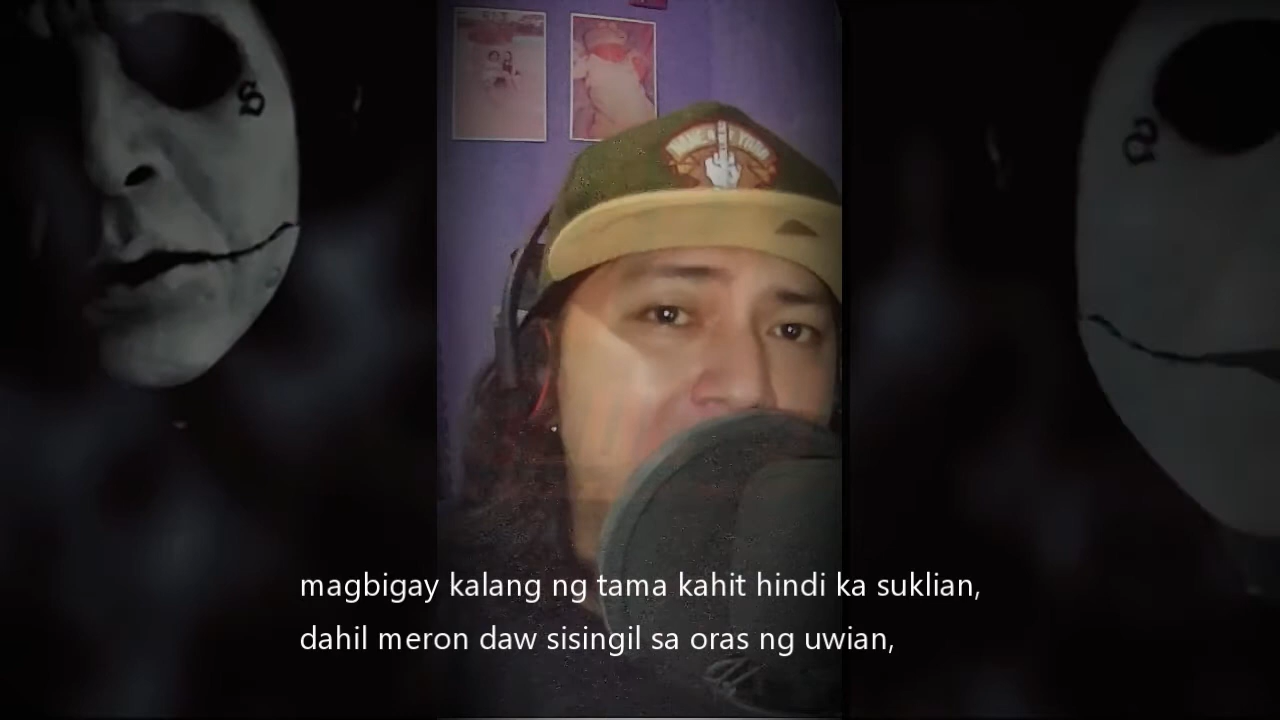 magbigay kalang ng tama kahit hindi ka suklian,
dahil meron daw sisingil sa oras ng uwian,